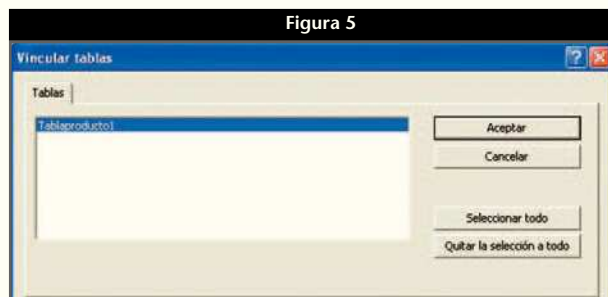 Figura 5
Vincular tablas
Tablas
Tablaproducto1
Aceptar
Cancelar
Seleccionar todo
Quitar la selección a todo